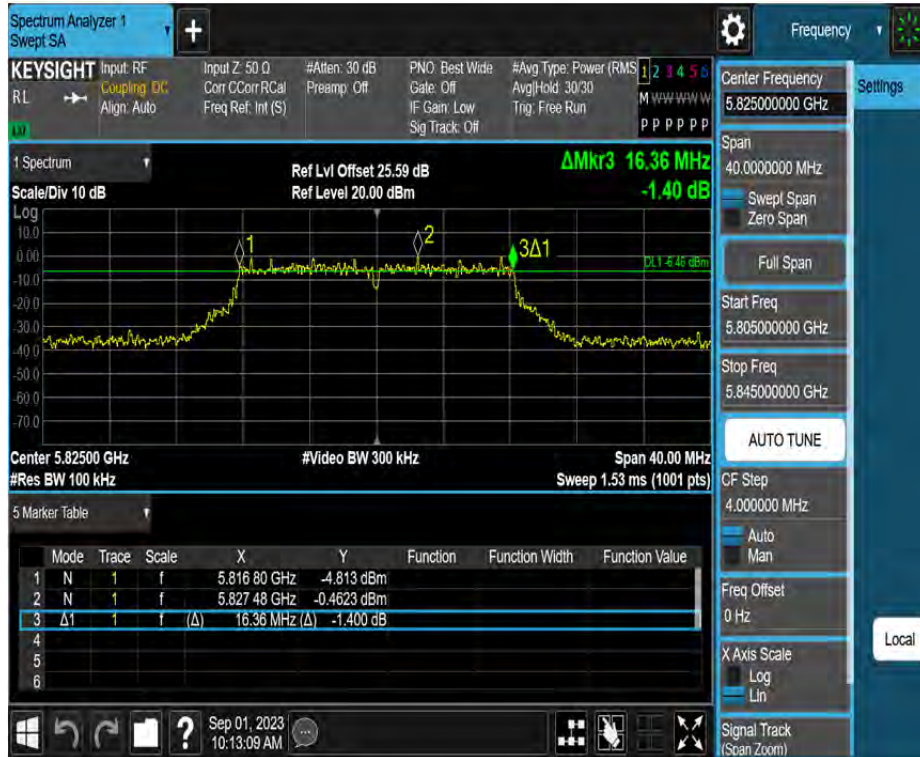 Spectrum Analyzer 1
Swept SA
+
Frequency
KEYSIGHT
RL
Input: RF
Coupling: DC
Align: Auto
Input Z: 50 Ω
Corr CCorr RCal
Freq Ref: Int (S)
#Atten: 30 dB
Preamp: Off
PNO: Best Wide
Gate: Off
IF Gain: Low
Sig Track: Off
#Avg Type: Power (RMS
Avg|Hold: 30/30
Trig: Free Run
1 2 3 4 5 6
M W W W W W
P P P P P P
1 Spectrum
Scale/Div 10 dB
Ref Lvl Offset 25.59 dB
Ref Level 20.00 dBm
ΔMkr3 16.36 MHz
-1.40 dB
Log
10.0
0.00
-10.0
-20.0
-30.0
-40.0
-50.0
-60.0
-70.0
1
2
3Δ1
DL1 -6.46 dBm
Center 5.82500 GHz
#Video BW 300 kHz
Span 40.00 MHz
#Res BW 100 kHz
Sweep 1.53 ms (1001 pts)
5 Marker Table
Mode Trace Scale X Y Function Function Width Function Value
1 N 1 f 5.816 80 GHz -4.813 dBm
2 N 1 f 5.827 48 GHz -0.4623 dBm
3 Δ1 1 f (Δ) 16.36 MHz (Δ) -1.400 dB
4
5
6
?
Sep 01, 2023
10:13:09 AM
Center Frequency
5.825000000 GHz
Settings
Span
40.0000000 MHz
Swept Span
Zero Span
Full Span
Start Freq
5.805000000 GHz
Stop Freq
5.845000000 GHz
AUTO TUNE
CF Step
4.000000 MHz
Auto
Man
Freq Offset
0 Hz
Local
X Axis Scale
Log
Lin
Signal Track
(Span Zoom)